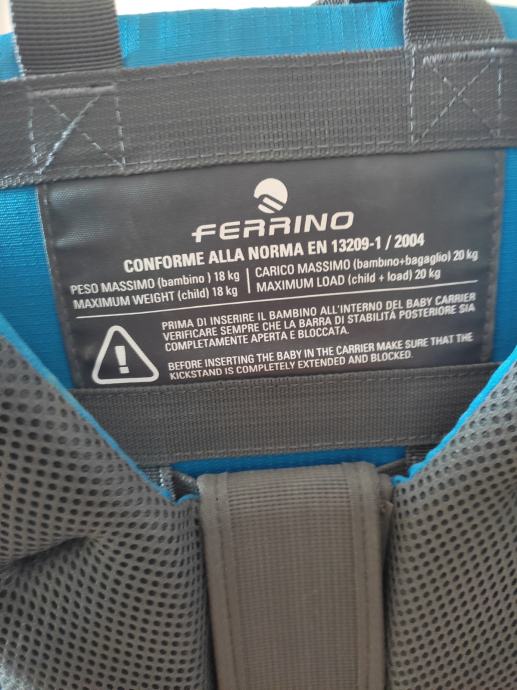 FERRINO
CONFORME ALLA NORMA EN 13209-1 / 2004
PESO MASSIMO (bambino ) 18 kg
MAXIMUM WEIGHT (child) 18 kg
CARICO MASSIMO (bambino+bagaglio) 20 kg
MAXIMUM LOAD (child + load) 20 kg
PRIMA DI INSERIRE IL BAMBINO ALL'INTERNO DEL BABY CARRIER
VERIFICARE SEMPRE CHE LA BARRA DI STABILITÀ POSTERIORE SIA
COMPLETAMENTE APERTA E BLOCCATA.
BEFORE INSERTING THE BABY IN THE CARRIER MAKE SURE THAT THE
KICKSTAND IS COMPLETELY EXTENDED AND BLOCKED.